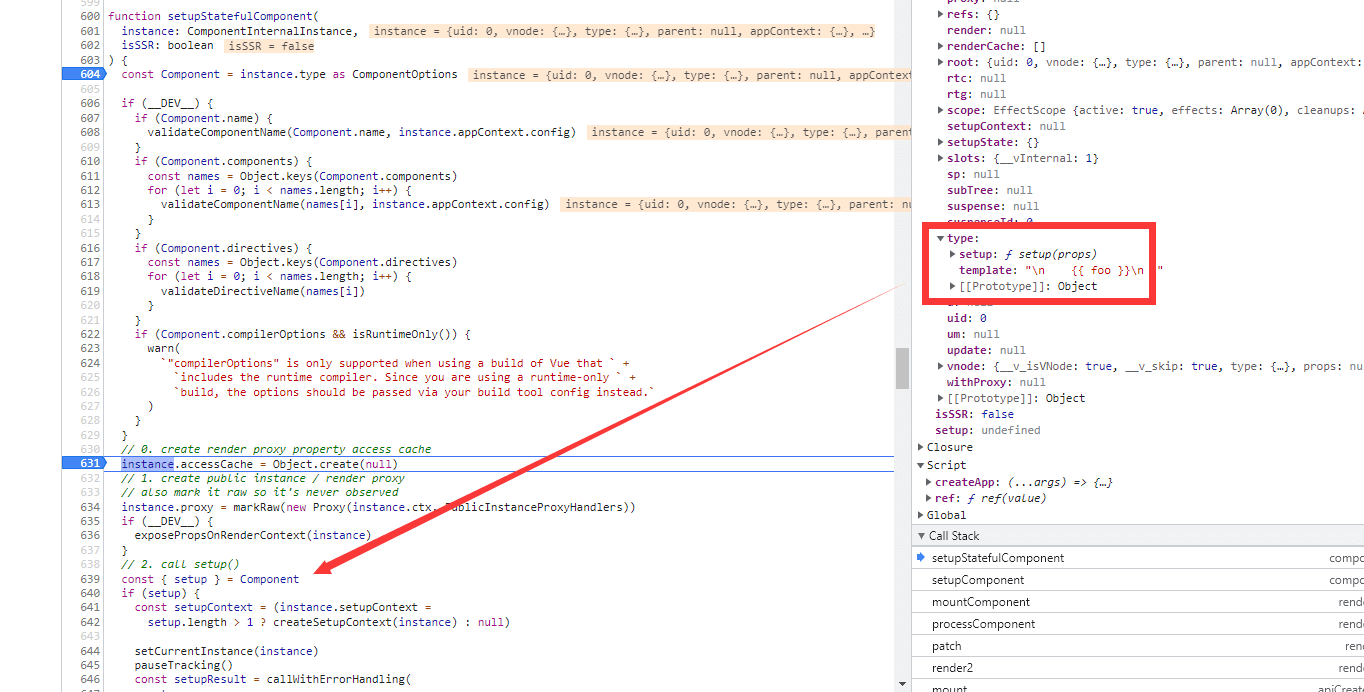 599
600 function setupStatefulComponent(
601 instance: ComponentInternalInstance, instance = {uid: 0, vnode: {…}, type: {…}, parent: null, appContext: {…}, …}
602 isSSR: boolean isSSR = false
603 ) {
604 const Component = instance.type as ComponentOptions instance = {uid: 0, vnode: {…}, type: {…}, parent: null, appContext
605
606 if (__DEV__) {
607 if (Component.name) {
608 validateComponentName(Component.name, instance.appContext.config) instance = {uid: 0, vnode: {…}, type: {…}, paren
609 }
610 if (Component.components) {
611 const names = Object.keys(Component.components)
612 for (let i = 0; i < names.length; i++) {
613 validateComponentName(names[i], instance.appContext.config) instance = {uid: 0, vnode: {…}, type: {…}, parent: nu
614 }
615 }
616 if (Component.directives) {
617 const names = Object.keys(Component.directives)
618 for (let i = 0; i < names.length; i++) {
619 validateDirectiveName(names[i])
620 }
621 }
622 if (Component.compilerOptions && isRuntimeOnly()) {
623 warn(
624 `"compilerOptions" is only supported when using a build of Vue that ` +
625 `includes the runtime compiler. Since you are using a runtime-only ` +
626 `build, the options should be passed via your build tool config instead.`
627 )
628 }
629 }
630 // 0. create render proxy property access cache
631 instance.accessCache = Object.create(null)
632 // 1. create public instance / render proxy
633 // also mark it raw so it's never observed
634 instance.proxy = markRaw(new Proxy(instance.ctx, PublicInstanceProxyHandlers))
635 if (__DEV__) {
636 exposePropsOnRenderContext(instance)
637 }
638 // 2. call setup()
639 const { setup } = Component
640 if (setup) {
641 const setupContext = (instance.setupContext =
642 setup.length > 1 ? createSetupContext(instance) : null)
643
644 setCurrentInstance(instance)
645 pauseTracking()
646 const setupResult = callWithErrorHandling(
647
proxy: null
refs: {}
render: null
renderCache: []
root: {uid: 0, vnode: {…}, type: {…}, parent: null, appContext:
rtc: null
rtg: null
scope: EffectScope {active: true, effects: Array(0), cleanups:
setupContext: null
setupState: {}
slots: {__vInternal: 1}
sp: null
subTree: null
suspense: null
suspenseId: 0
type:
setup: ƒ setup(props)
template: "\n {{ foo }}\n "
[[Prototype]]: Object
uid: 0
um: null
update: null
vnode: {__v_isVNode: true, __v_skip: true, type: {…}, props: nu
withProxy: null
[[Prototype]]: Object
isSSR: false
setup: undefined
Closure
Script
createApp: (...args) => {…}
ref: ƒ ref(value)
Global
Call Stack
setupStatefulComponent compo
setupComponent compo
mountComponent rende
processComponent rende
patch rend
render2 rende
mount apiCreat